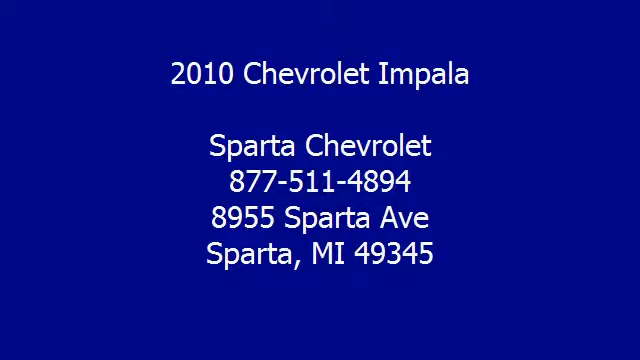 2010 Chevrolet Impala
Sparta Chevrolet
877-511-4894
8955 Sparta Ave
Sparta, MI 49345